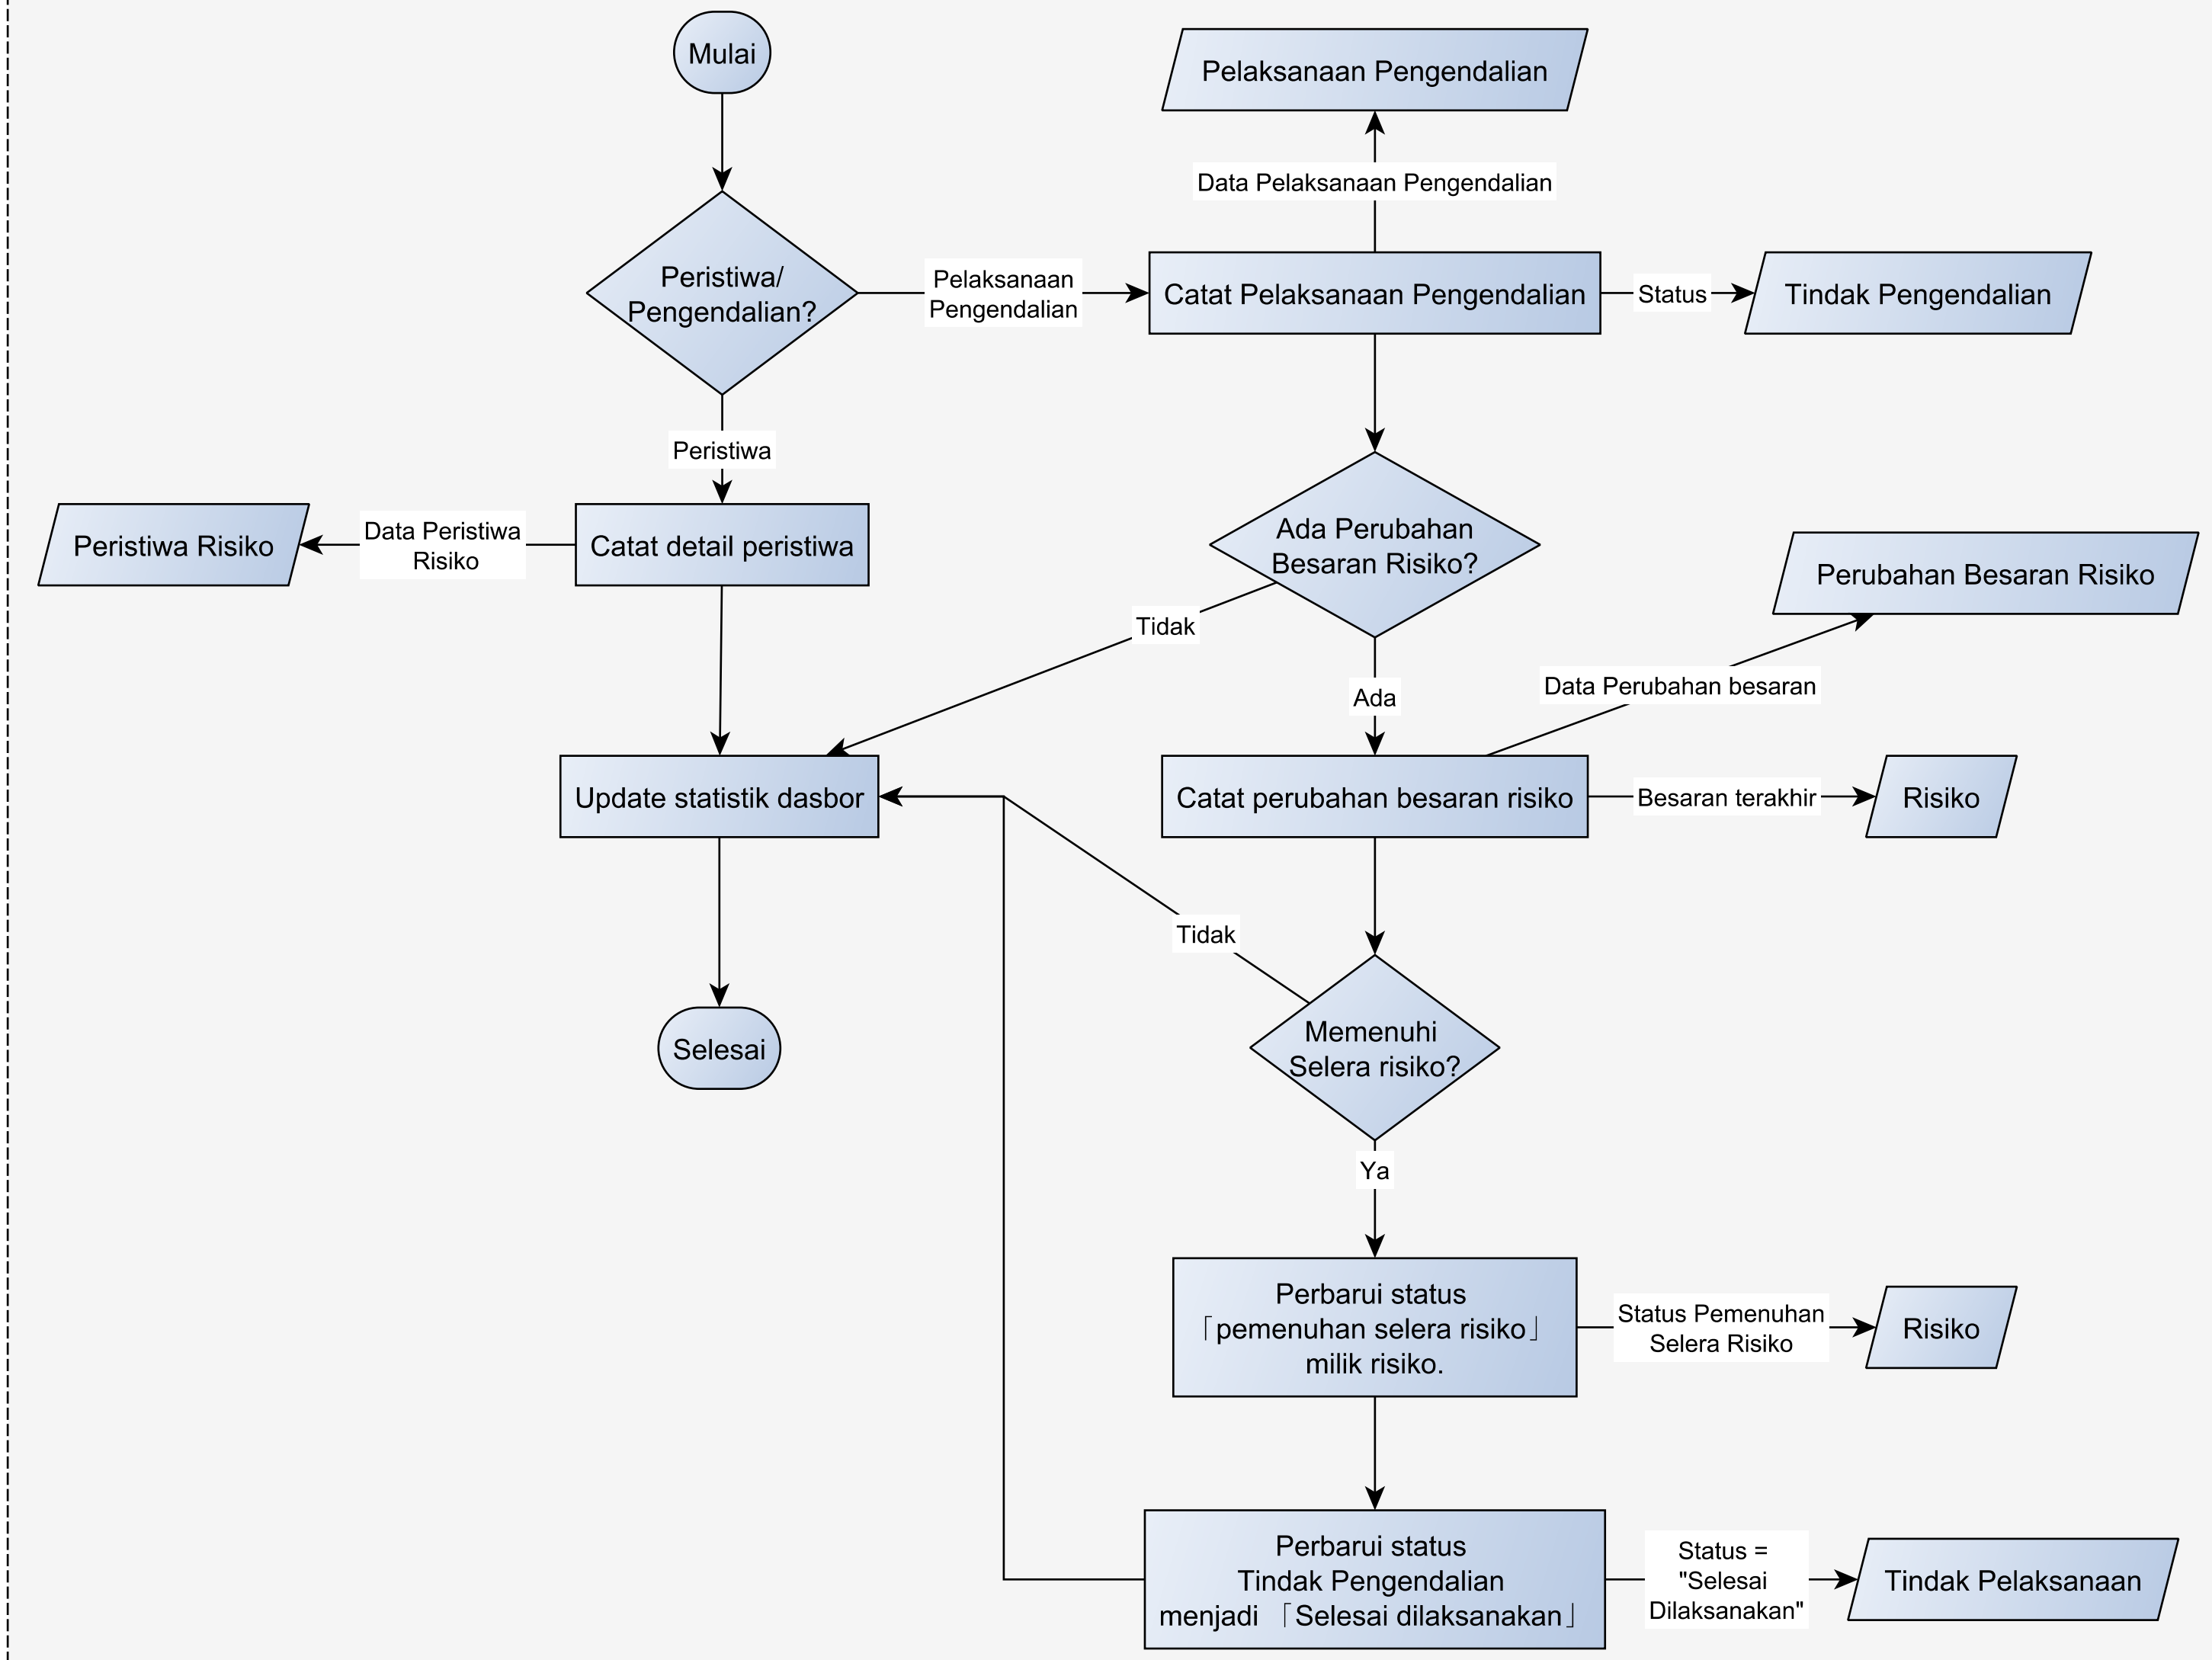 Mulai
Pelaksanaan Pengendalian
Data Pelaksanaan Pengendalian
Peristiwa/
Pengendalian?
Pelaksanaan
Pengendalian
Catat Pelaksanaan Pengendalian
Status
Tindak Pengendalian
Peristiwa
Peristiwa Risiko
Data Peristiwa
Risiko
Catat detail peristiwa
Ada Perubahan
Besaran Risiko?
Perubahan Besaran Risiko
Tidak
Ada
Data Perubahan besaran
Update statistik dasbor
Catat perubahan besaran risiko
Besaran terakhir
Risiko
Tidak
Selesai
Memenuhi
Selera risiko?
Ya
Perbarui status
「pemenuhan selera risiko」
milik risiko.
Status Pemenuhan
Selera Risiko
Risiko
Perbarui status
Tindak Pengendalian
menjadi 「Selesai dilaksanakan」
Status =
"Selesai
Dilaksanakan"
Tindak Pelaksanaan